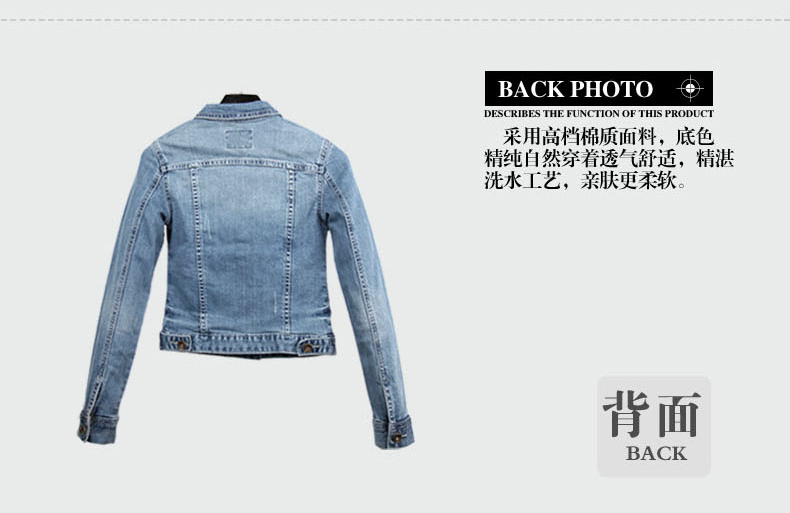 BACK PHOTO
DESCRIBES THE FUNCTION OF THIS PRODUCT
采用高档棉质面料，底色
精纯自然穿着透气舒适，精湛
洗水工艺，亲肤更柔软。
背面
BACK